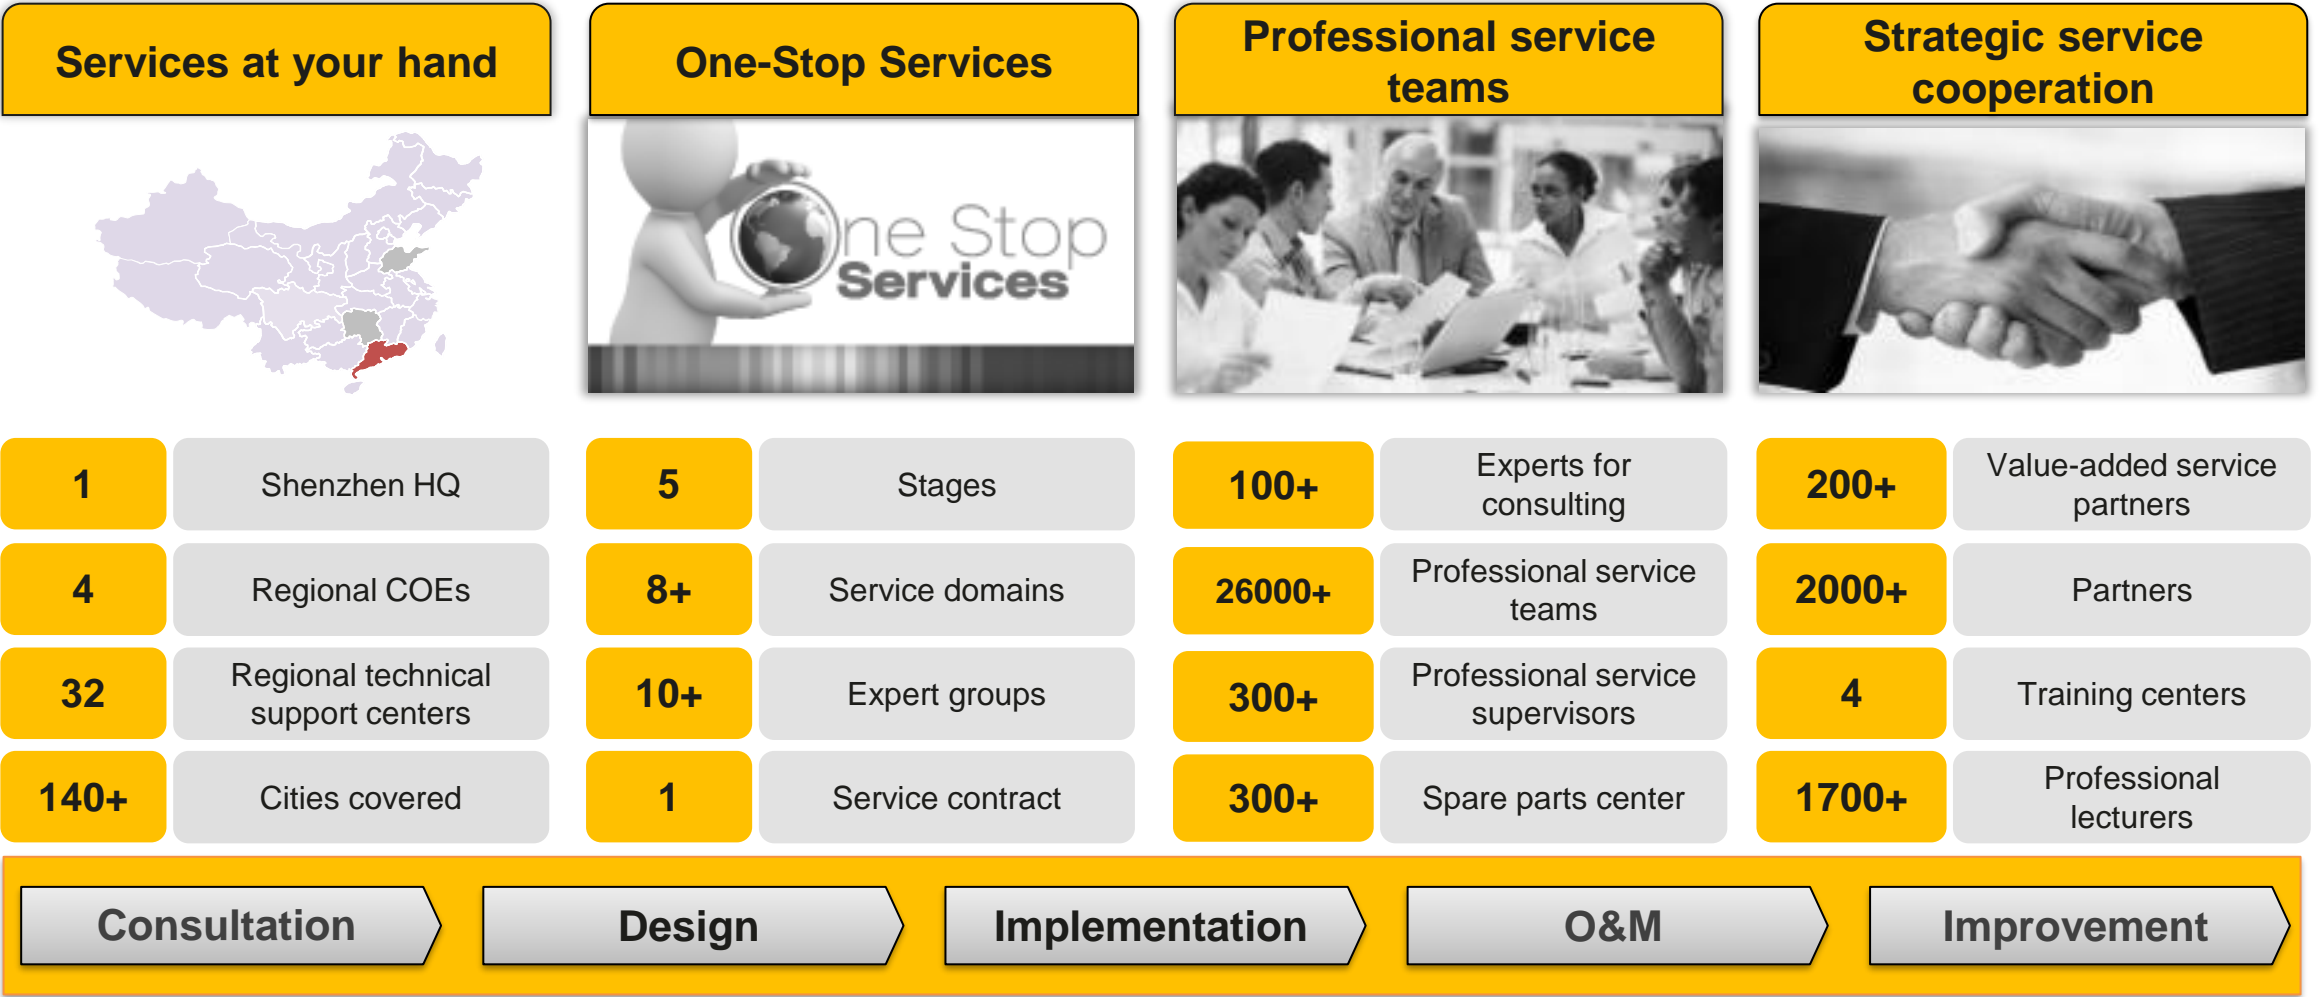 Services at your hand
One-Stop Services
Professional service
teams
Strategic service
cooperation
ne Stop
Services
1
Shenzhen HQ
4
Regional COEs
32
Regional technical
support centers
140+
Cities covered
5
Stages
8+
Service domains
10+
Expert groups
1
Service contract
100+
Experts for
consulting
26000+
Professional service
teams
300+
Professional service
supervisors
300+
Spare parts center
200+
Value-added service
partners
2000+
Partners
4
Training centers
1700+
Professional
lecturers
Consultation
Design
Implementation
O&M
Improvement